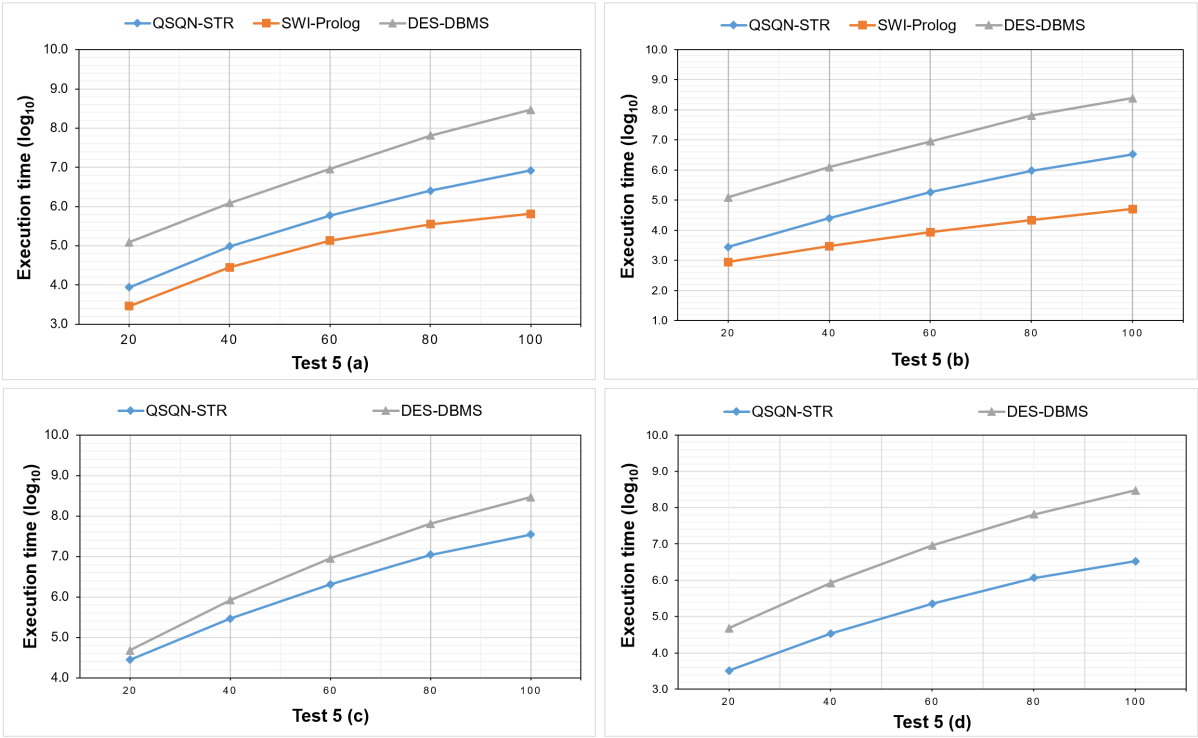 QSQN-STR SWI-Prolog DES-DBMS
Execution time (log10)
10.0
9.0
8.0
7.0
6.0
5.0
4.0
3.0
20 40 60 80 100
Test 5 (a)
QSQN-STR SWI-Prolog DES-DBMS
Execution time (log10)
10.0
9.0
8.0
7.0
6.0
5.0
4.0
3.0
2.0
1.0
20 40 60 80 100
Test 5 (b)
QSQN-STR DES-DBMS
Execution time (log10)
10.0
9.0
8.0
7.0
6.0
5.0
4.0
20 40 60 80 100
Test 5 (c)
QSQN-STR DES-DBMS
Execution time (log10)
10.0
9.0
8.0
7.0
6.0
5.0
4.0
3.0
20 40 60 80 100
Test 5 (d)